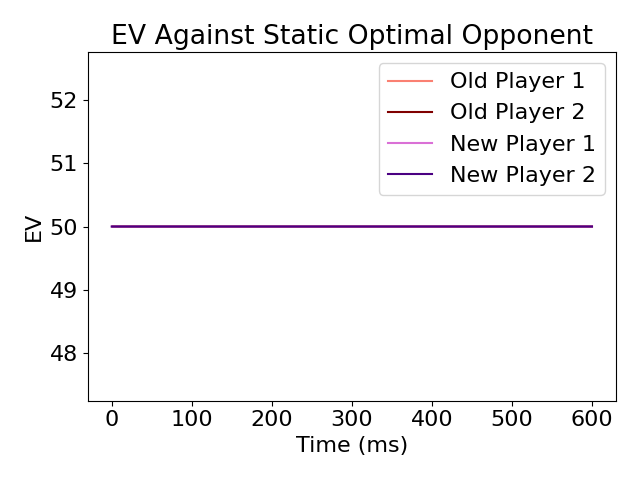 EV Against Static Optimal Opponent
Old Player 1
Old Player 2
New Player 1
New Player 2
EV
52
51
50
49
48
0 100 200 300 400 500 600
Time (ms)